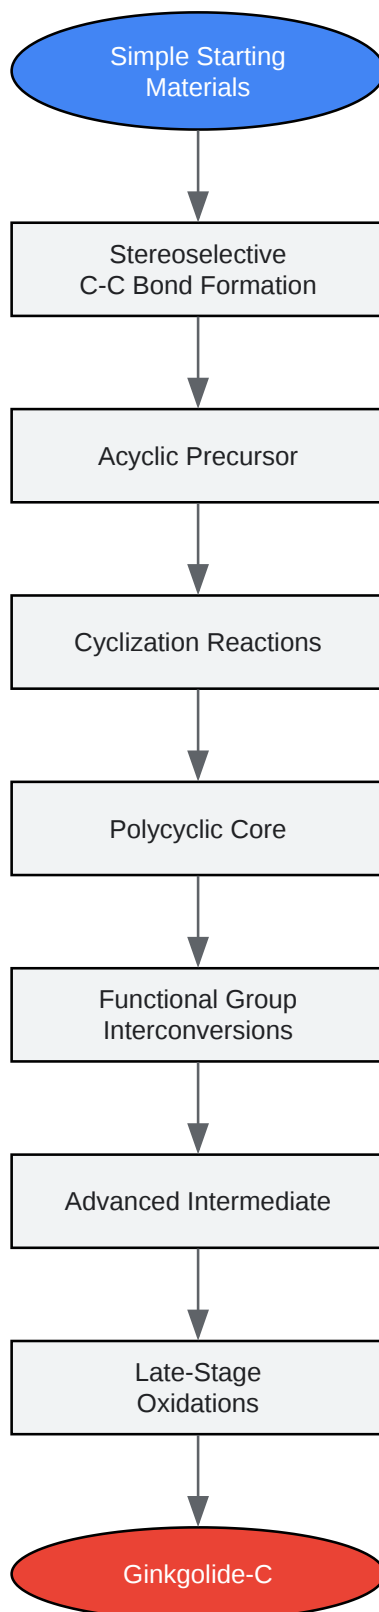 Simple Starting
Materials
Stereoselective
C-C Bond Formation
Acyclic Precursor
Cyclization Reactions
Polycyclic Core
Functional Group
Interconversions
Advanced Intermediate
Late-Stage
Oxidations
Ginkgolide-C